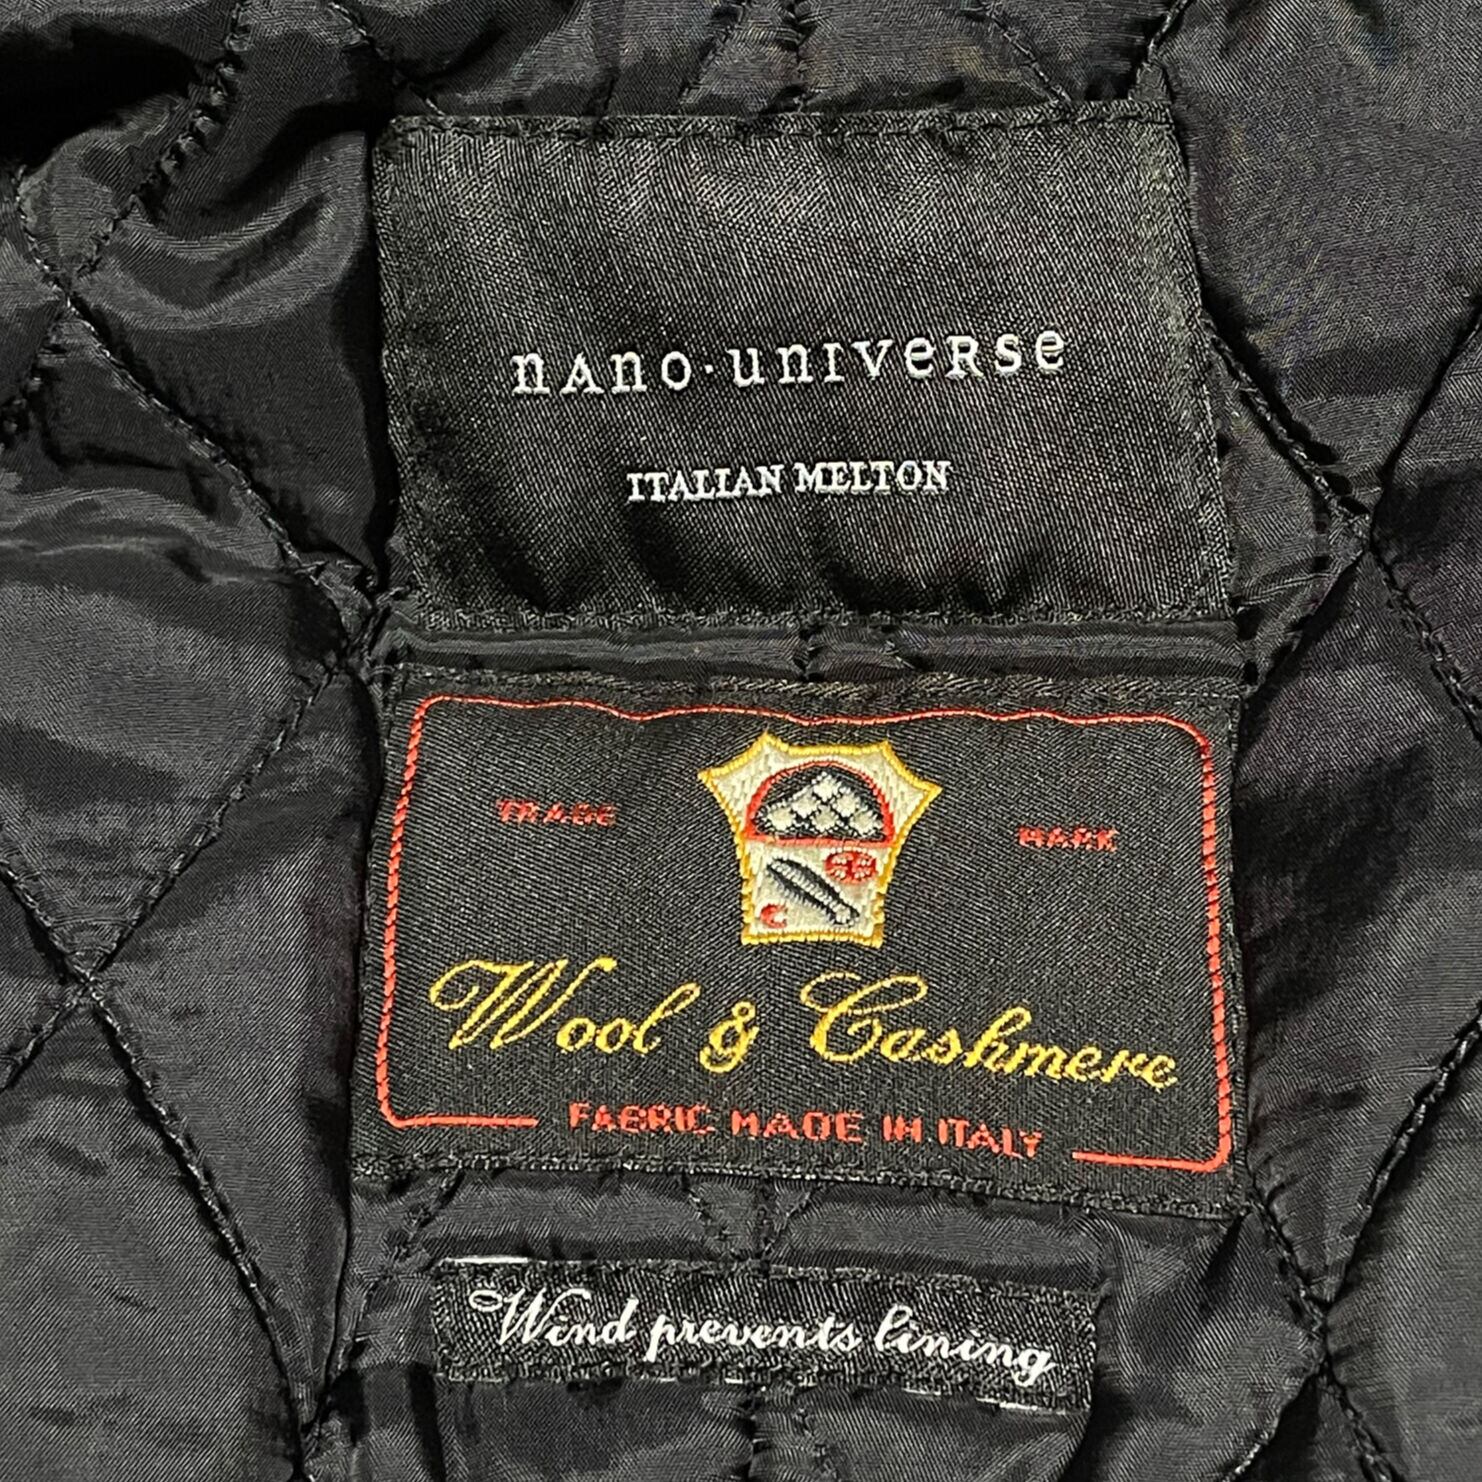 nAno·unIveRse
ITALIAN MELTON
TRADE MARK
Wool & Cashmere
FABRIC MADE IN ITALY
Wind prevents lining